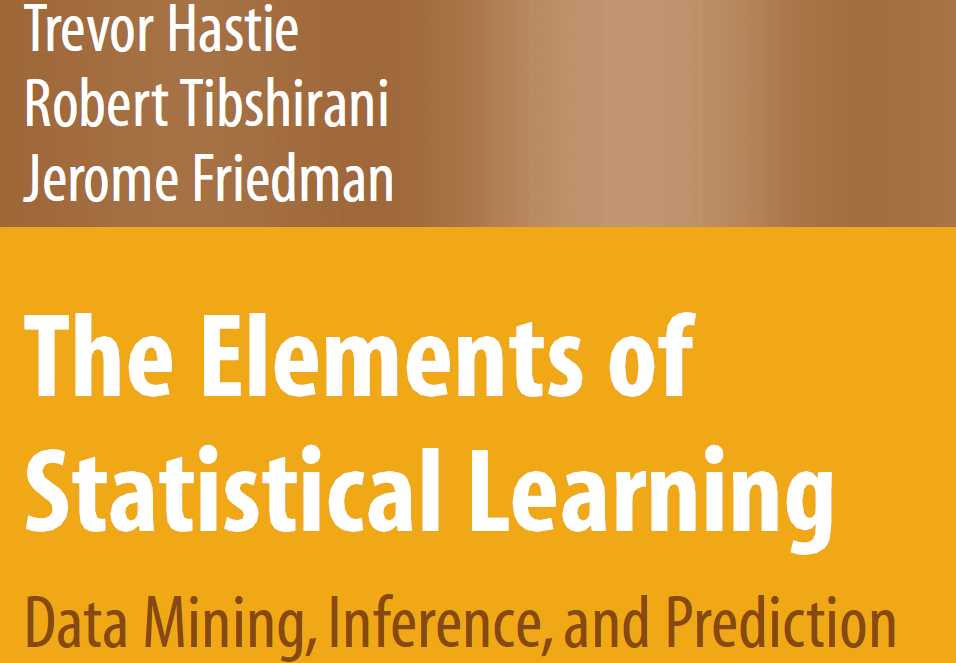 Trevor Hastie
Robert Tibshirani
Jerome Friedman
The Elements of
Statistical Learning
Data Mining, Inference, and Prediction